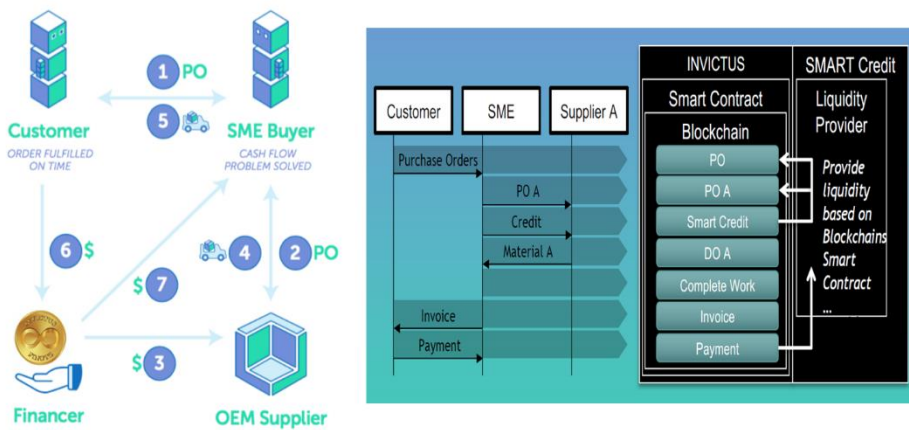 1 PO
5
Customer
SME Buyer
ORDER FULFILLED
ON TIME
CASH FLOW
PROBLEM SOLVED
6 $
$ 7
4
2 PO
$ 3
Financer
OEM Supplier
Customer
SME
Supplier A
Purchase Orders
PO A
Credit
Material A
Invoice
Payment
INVICTUS
Smart Contract
Blockchain
PO
PO A
Smart Credit
DO A
Complete Work
Invoice
Payment
SMART Credit
Liquidity
Provider
Provide
liquidity
based on
Blockchains
Smart
Contract
...